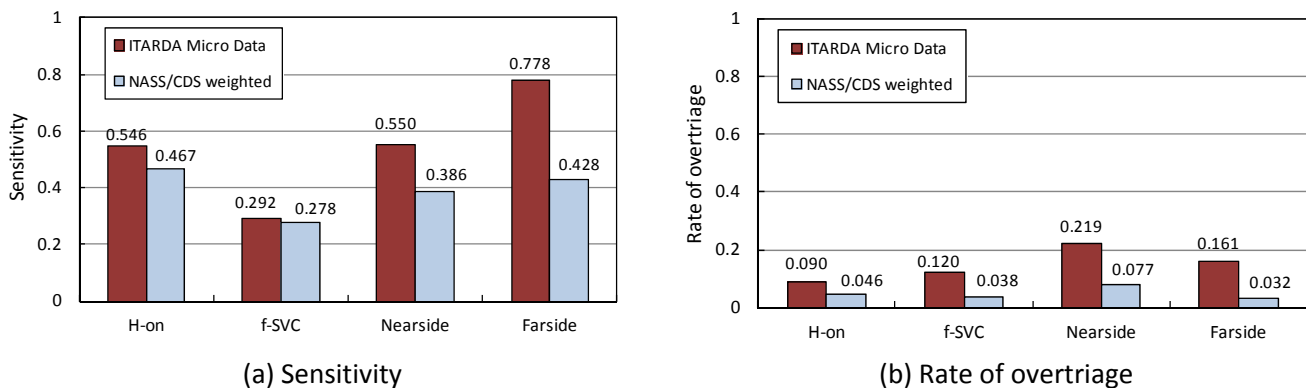 1
0.8
0.6
0.4
0.2
0
Sensitivity
ITARDA Micro Data
NASS/CDS weighted
0.546
0.467
0.292
0.278
0.550
0.386
0.778
0.428
H-on
f-SVC
Nearside
Farside
(a) Sensitivity
1
0.8
0.6
0.4
0.2
0
Rate of overtriage
ITARDA Micro Data
NASS/CDS weighted
0.090
0.046
0.120
0.038
0.219
0.077
0.161
0.032
H-on
f-SVC
Nearside
Farside
(b) Rate of overtriage